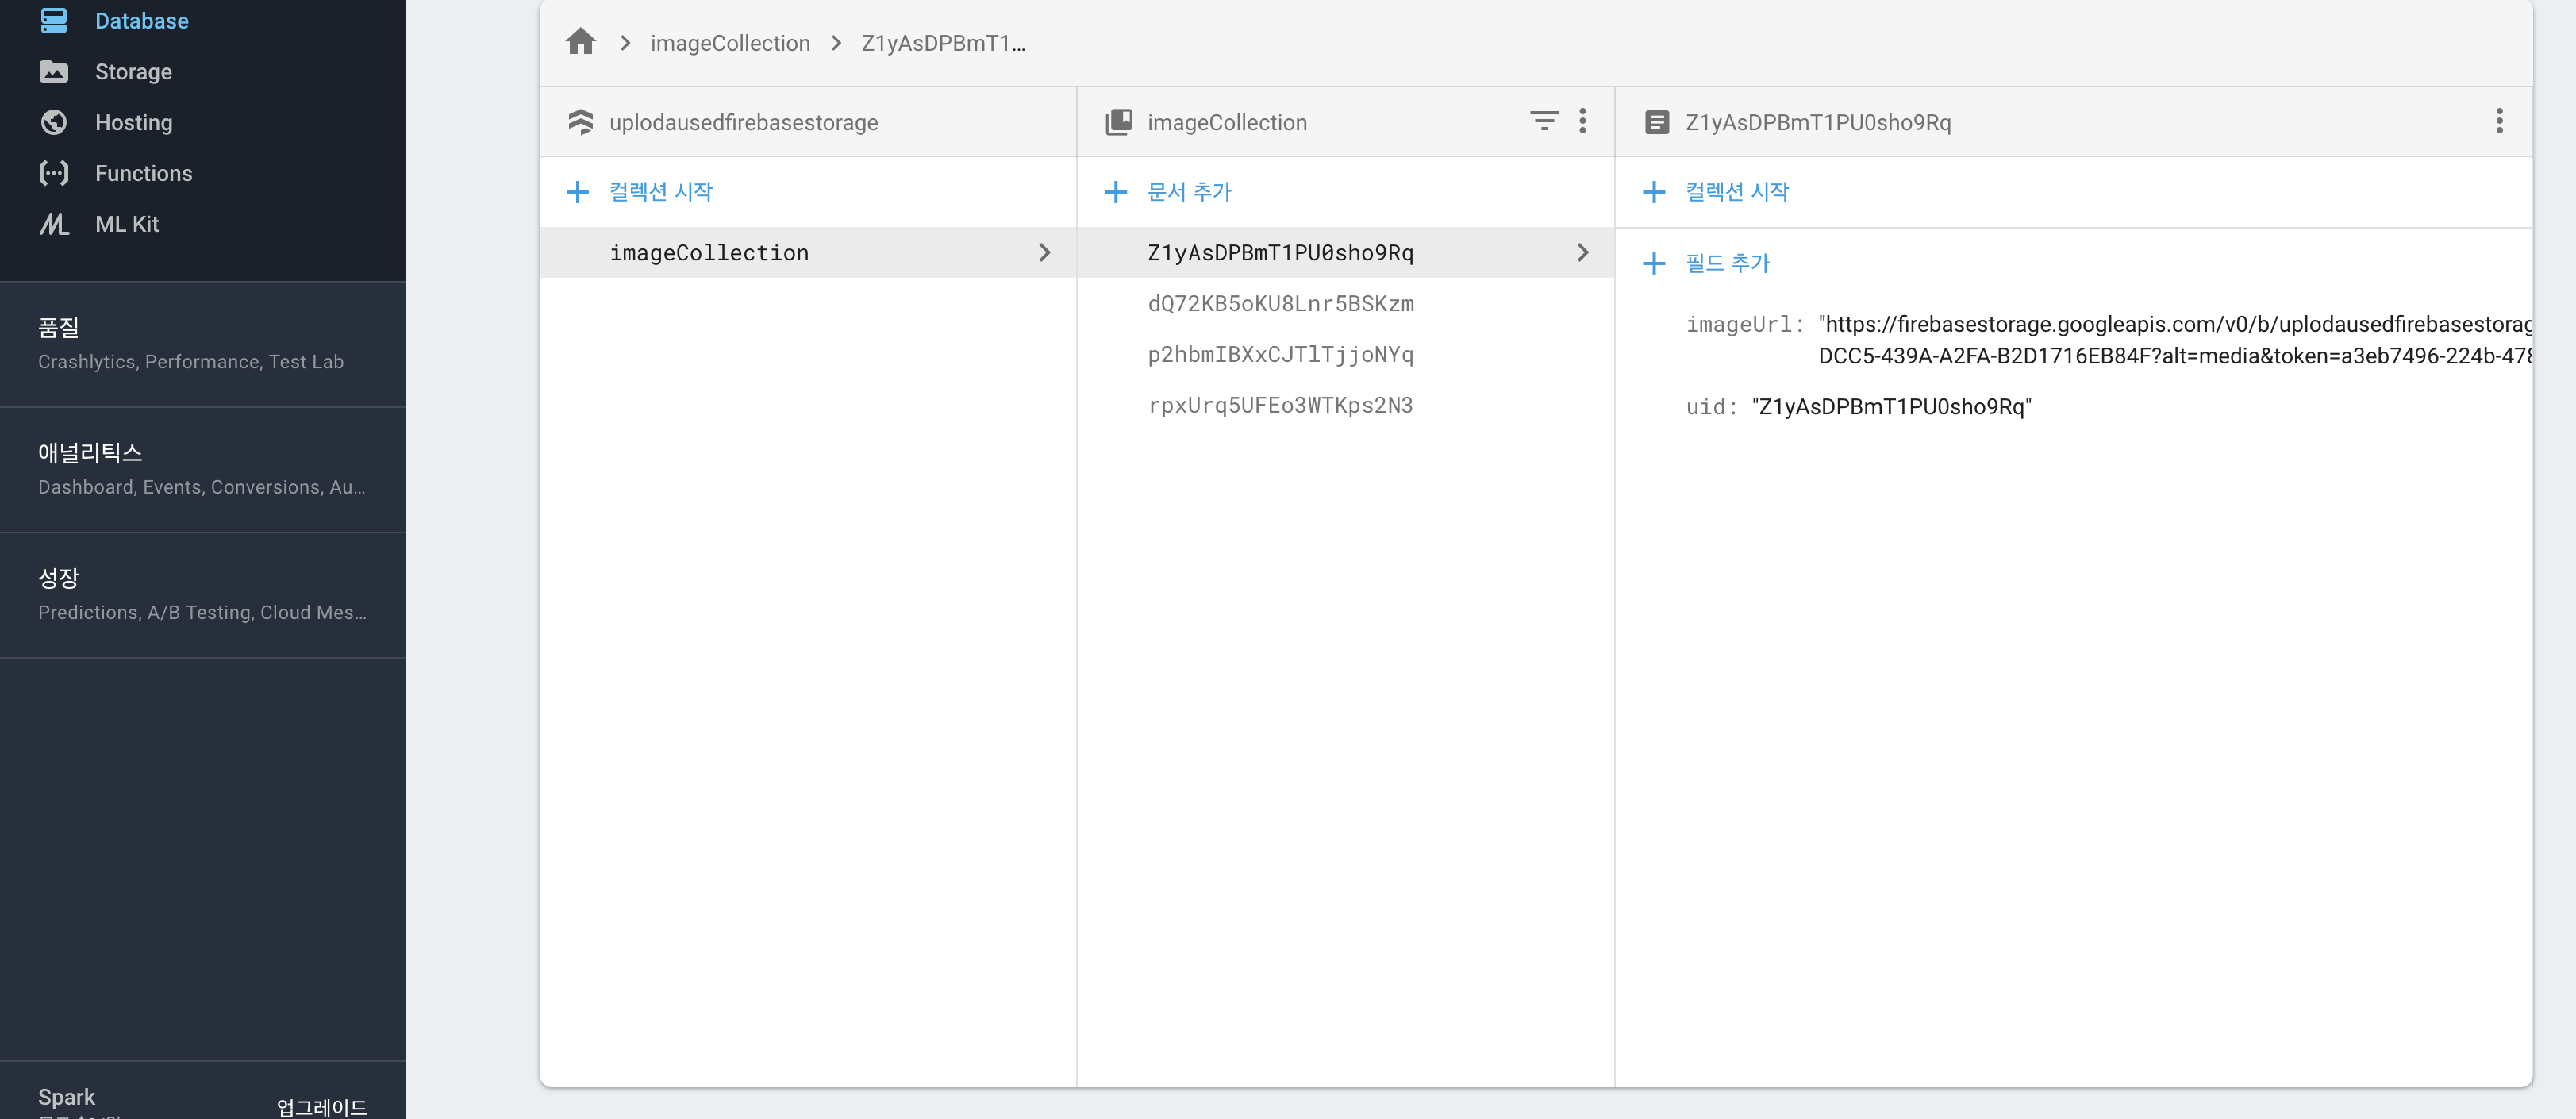 Database
Storage
Hosting
Functions
ML Kit
품질
Crashlytics, Performance, Test Lab
애널리틱스
Dashboard, Events, Conversions, Au...
성장
Predictions, A/B Testing, Cloud Mes...
Spark
업그레이드
imageCollection
Z1yAsDPBmT1...
uplodausedfirebasestorage
컬렉션 시작
imageCollection
imageCollection
문서 추가
Z1yAsDPBmT1PU0sho9Rq
dQ72KB5oKU8Lnr5BSKzm
p2hbmIBXxCJTlTjjoNYq
rpxUrq5UFEo3WTKps2N3
Z1yAsDPBmT1PU0sho9Rq
컬렉션 시작
필드 추가
imageUrl: "https://firebasestorage.googleapis.com/v0/b/uplodausedfirebasestorag
DCC5-439A-A2FA-B2D1716EB84F?alt=media&token=a3eb7496-224b-478
uid: "Z1yAsDPBmT1PU0sho9Rq"